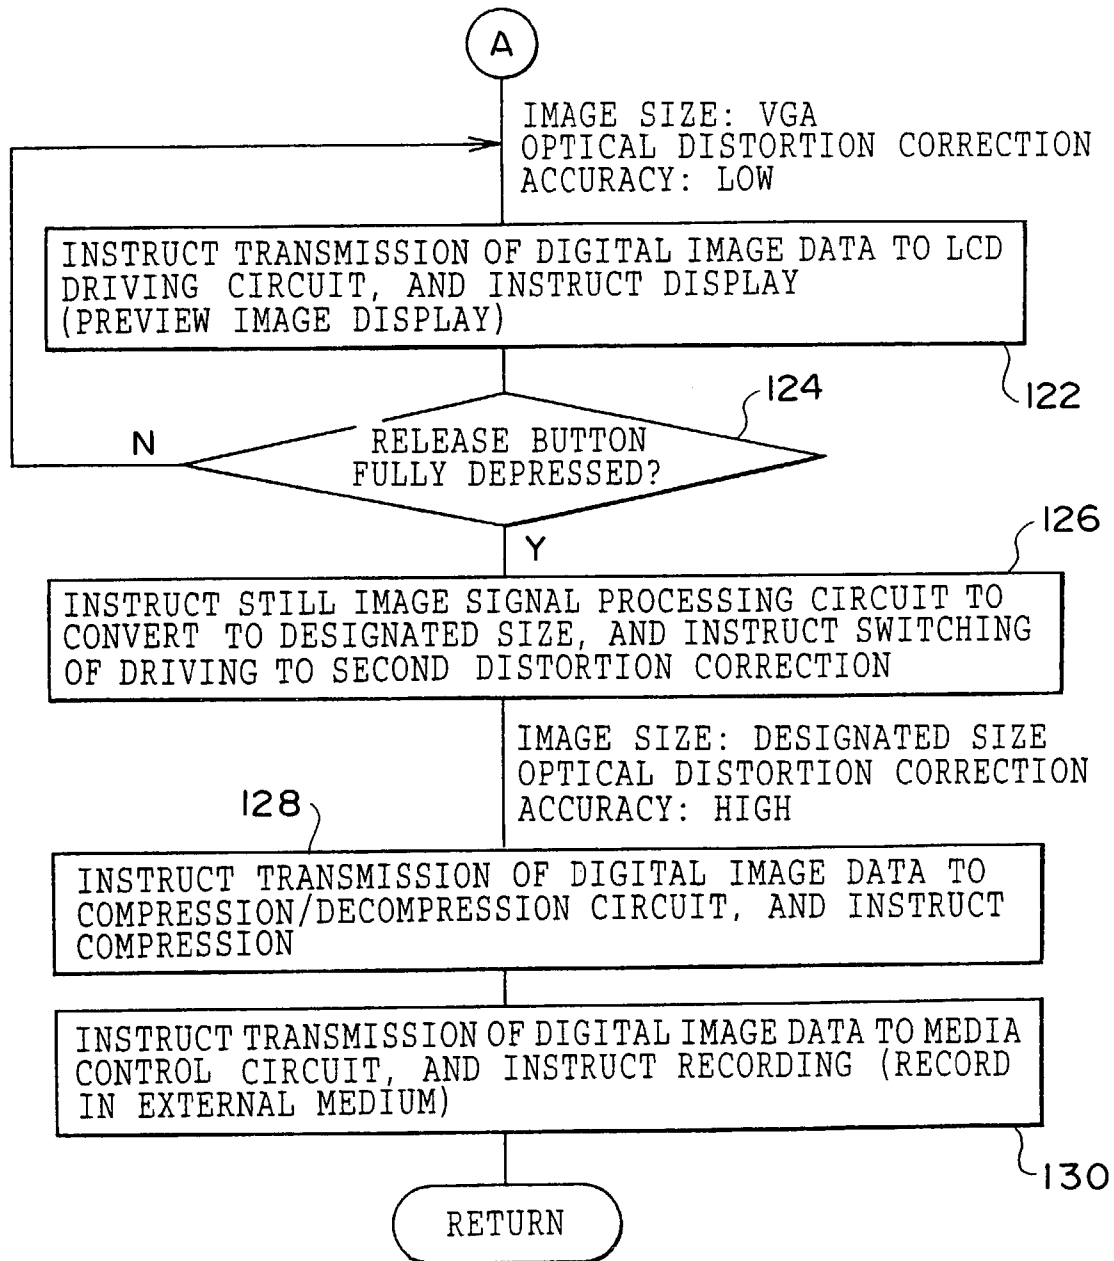 A
IMAGE SIZE: VGA
OPTICAL DISTORTION CORRECTION
ACCURACY: LOW
INSTRUCT TRANSMISSION OF DIGITAL IMAGE DATA TO LCD
DRIVING CIRCUIT, AND INSTRUCT DISPLAY
(PREVIEW IMAGE DISPLAY)
122
124
N
RELEASE BUTTON
FULLY DEPRESSED?
Y
126
INSTRUCT STILL IMAGE SIGNAL PROCESSING CIRCUIT TO
CONVERT TO DESIGNATED SIZE, AND INSTRUCT SWITCHING
OF DRIVING TO SECOND DISTORTION CORRECTION
IMAGE SIZE: DESIGNATED SIZE
OPTICAL DISTORTION CORRECTION
ACCURACY: HIGH
128
INSTRUCT TRANSMISSION OF DIGITAL IMAGE DATA TO
COMPRESSION/DECOMPRESSION CIRCUIT, AND INSTRUCT
COMPRESSION
INSTRUCT TRANSMISSION OF DIGITAL IMAGE DATA TO MEDIA
CONTROL CIRCUIT, AND INSTRUCT RECORDING (RECORD
IN EXTERNAL MEDIUM)
130
RETURN